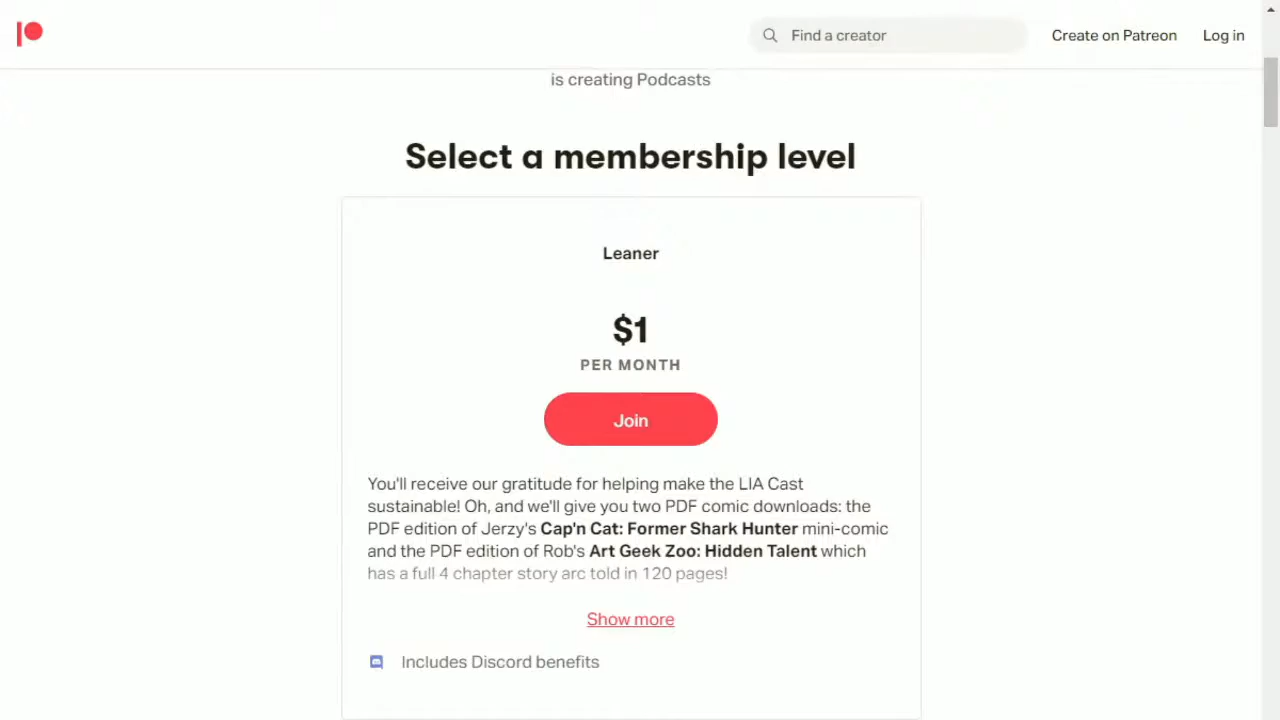 Find a creator
Create on Patreon
Log in
is creating Podcasts
Select a membership level
Leaner
$1
PER MONTH
Join
You'll receive our gratitude for helping make the LIA Cast
sustainable! Oh, and we'll give you two PDF comic downloads: the
PDF edition of Jerzy's Cap'n Cat: Former Shark Hunter mini-comic
and the PDF edition of Rob's Art Geek Zoo: Hidden Talent which
has a full 4 chapter story arc told in 120 pages!
Show more
Includes Discord benefits